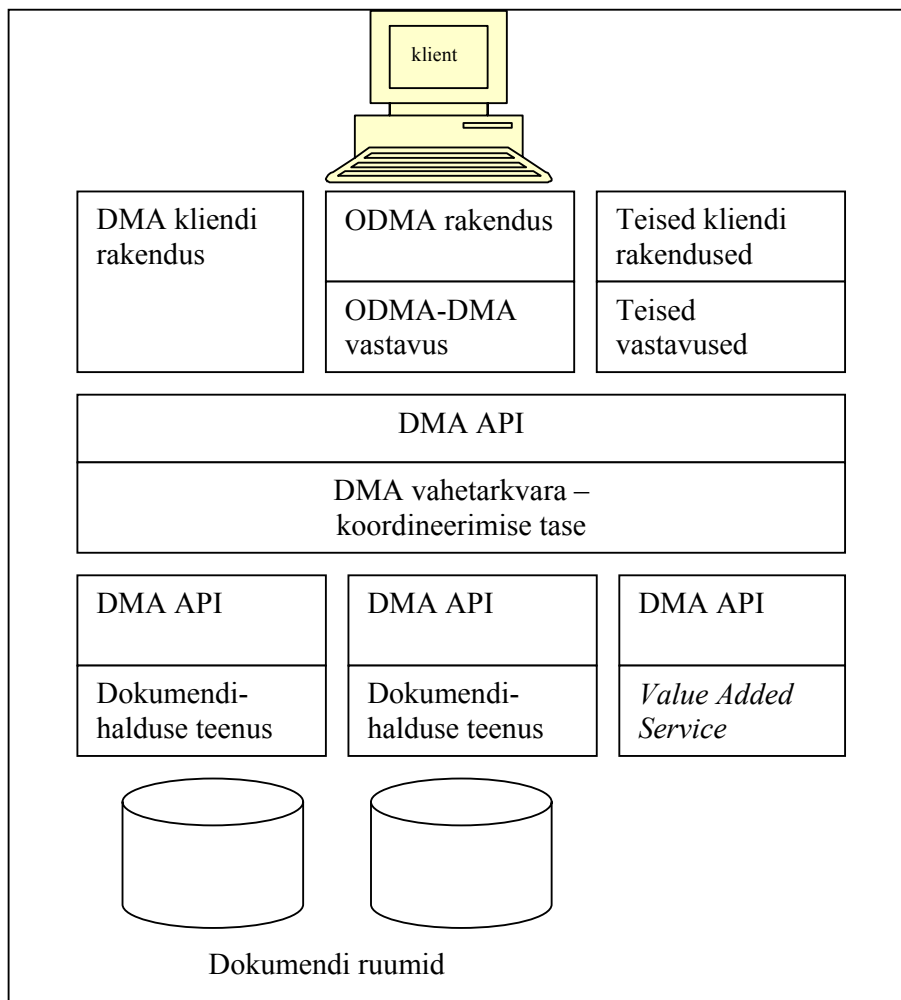 klient
DMA kliendi
rakendus
ODMA rakendus
ODMA-DMA
vastavus
Teised kliendi
rakendused
Teised
vastavused
DMA API
DMA vahetarkvara –
koordineerimise tase
DMA API
Dokumendi-
halduse teenus
DMA API
Dokumendi-
halduse teenus
DMA API
Value Added
Service
Dokumendi ruumid